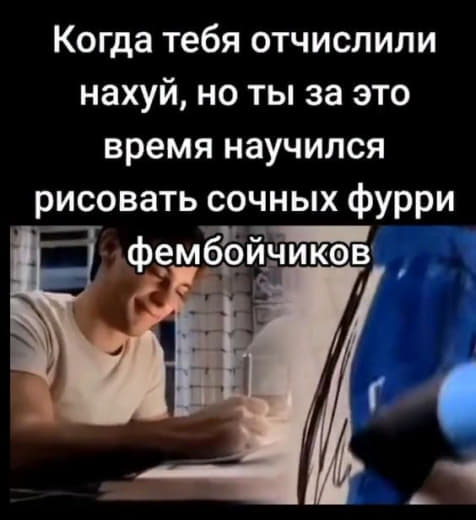 Когда тебя отчислили
нахуй, но ты за это
время научился
рисовать сочных фурри
фембойчиков